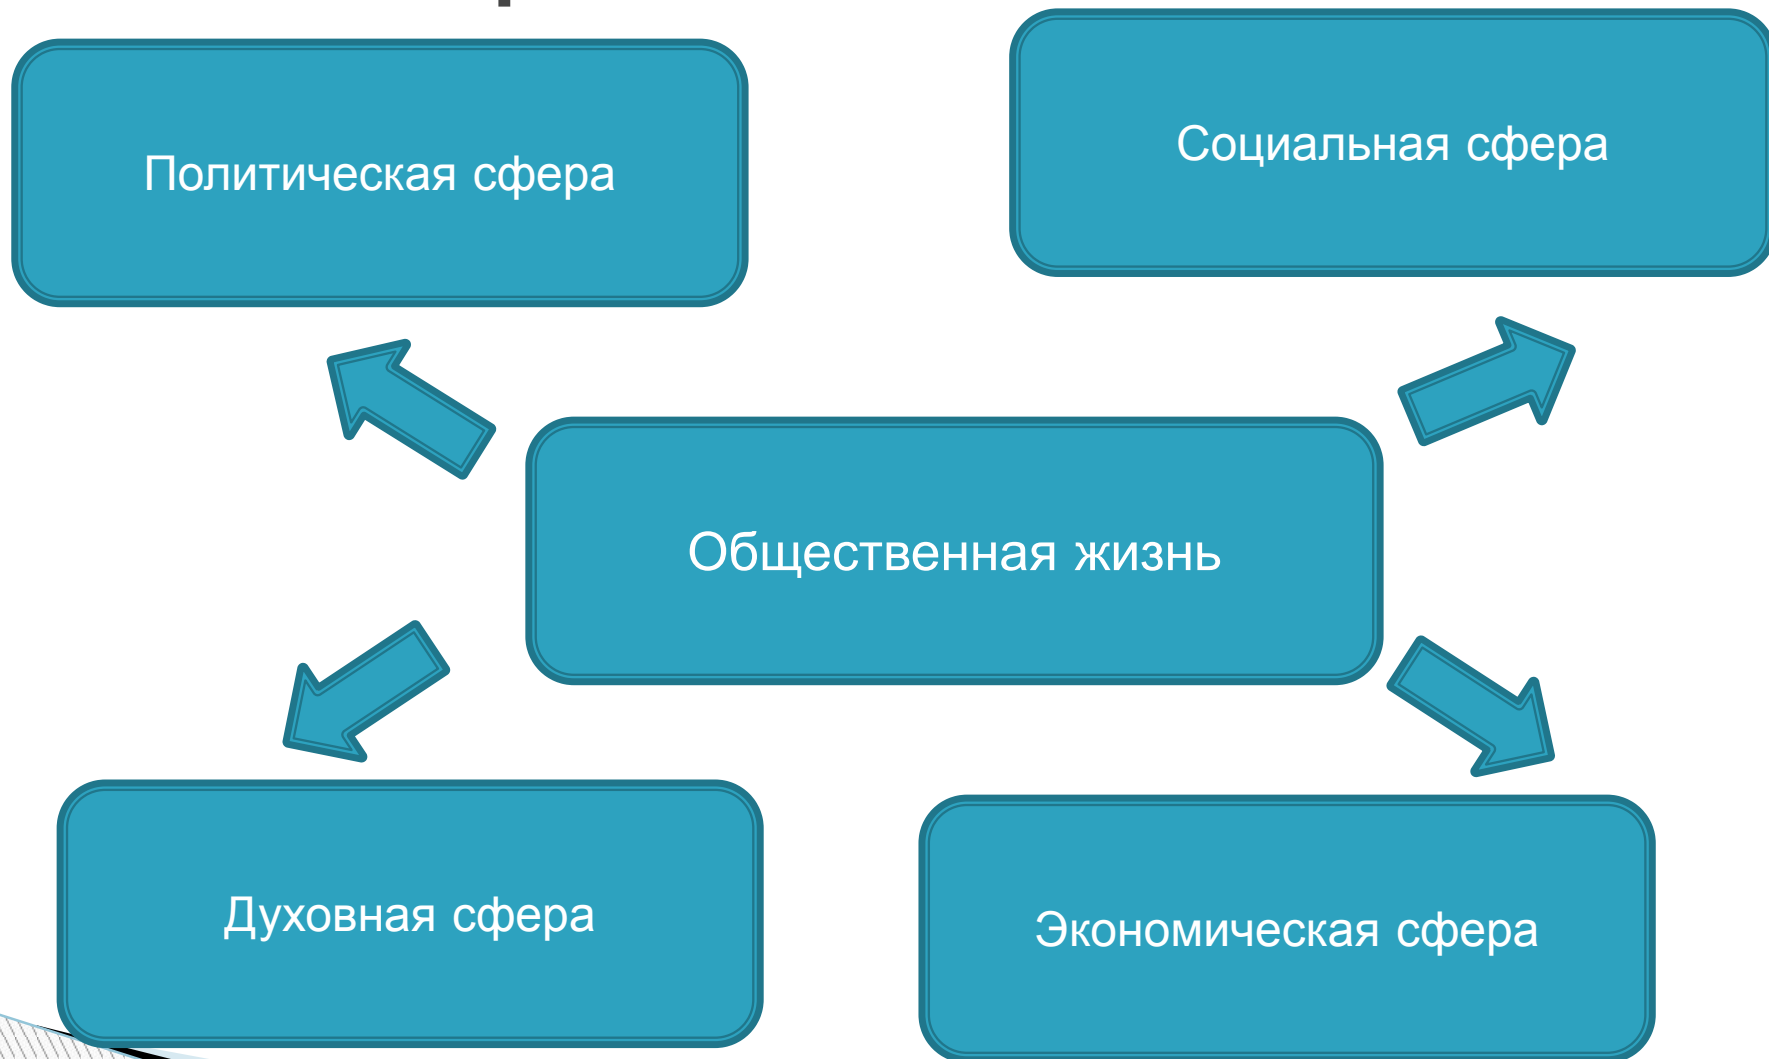 Политическая сфера
Социальная сфера
Общественная жизнь
Духовная сфера
Экономическая сфера